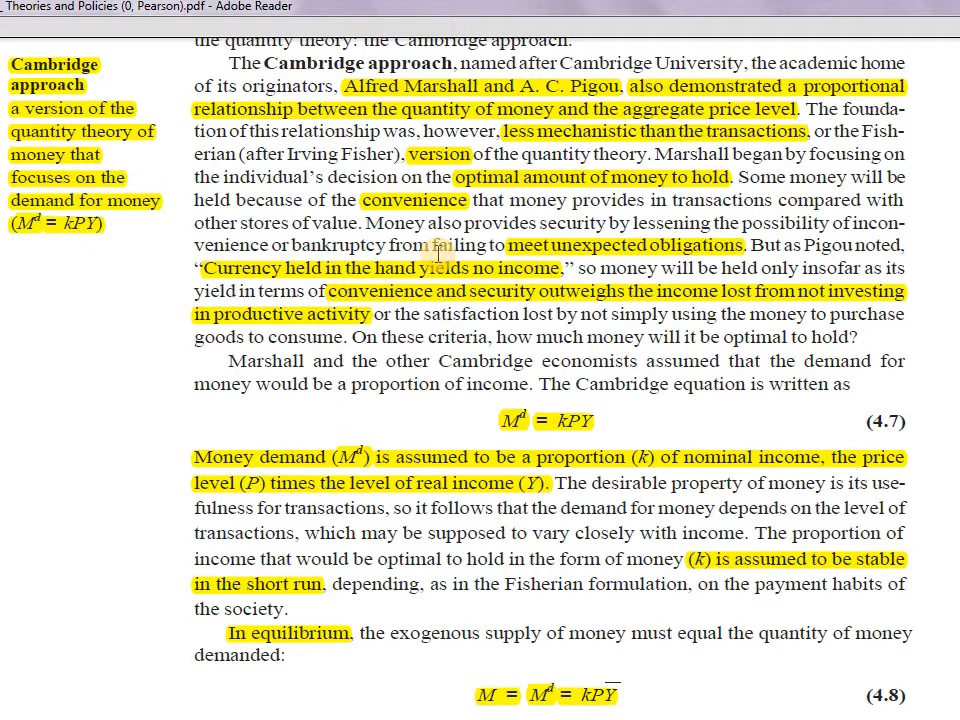 _ Theories and Policies (0, Pearson).pdf - Adobe Reader
the quantity theory: the Cambridge approach.
Cambridge
approach
a version of the
quantity theory of
money that
focuses on the
demand for money
(Mᵈ = kPY)
The Cambridge approach, named after Cambridge University, the academic home
of its originators, Alfred Marshall and A. C. Pigou, also demonstrated a proportional
relationship between the quantity of money and the aggregate price level. The founda-
tion of this relationship was, however, less mechanistic than the transactions, or the Fish-
erian (after Irving Fisher), version of the quantity theory. Marshall began by focusing on
the individual's decision on the optimal amount of money to hold. Some money will be
held because of the convenience that money provides in transactions compared with
other stores of value. Money also provides security by lessening the possibility of incon-
venience or bankruptcy from failing to meet unexpected obligations. But as Pigou noted,
“Currency held in the hand yields no income,” so money will be held only insofar as its
yield in terms of convenience and security outweighs the income lost from not investing
in productive activity or the satisfaction lost by not simply using the money to purchase
goods to consume. On these criteria, how much money will it be optimal to hold?
Marshall and the other Cambridge economists assumed that the demand for
money would be a proportion of income. The Cambridge equation is written as
Mᵈ = kPY (4.7)
Money demand (Mᵈ) is assumed to be a proportion (k) of nominal income, the price
level (P) times the level of real income (Y). The desirable property of money is its use-
fulness for transactions, so it follows that the demand for money depends on the level of
transactions, which may be supposed to vary closely with income. The proportion of
income that would be optimal to hold in the form of money (k) is assumed to be stable
in the short run, depending, as in the Fisherian formulation, on the payment habits of
the society.
In equilibrium, the exogenous supply of money must equal the quantity of money
demanded:
M = Mᵈ = kPY̅ (4.8)